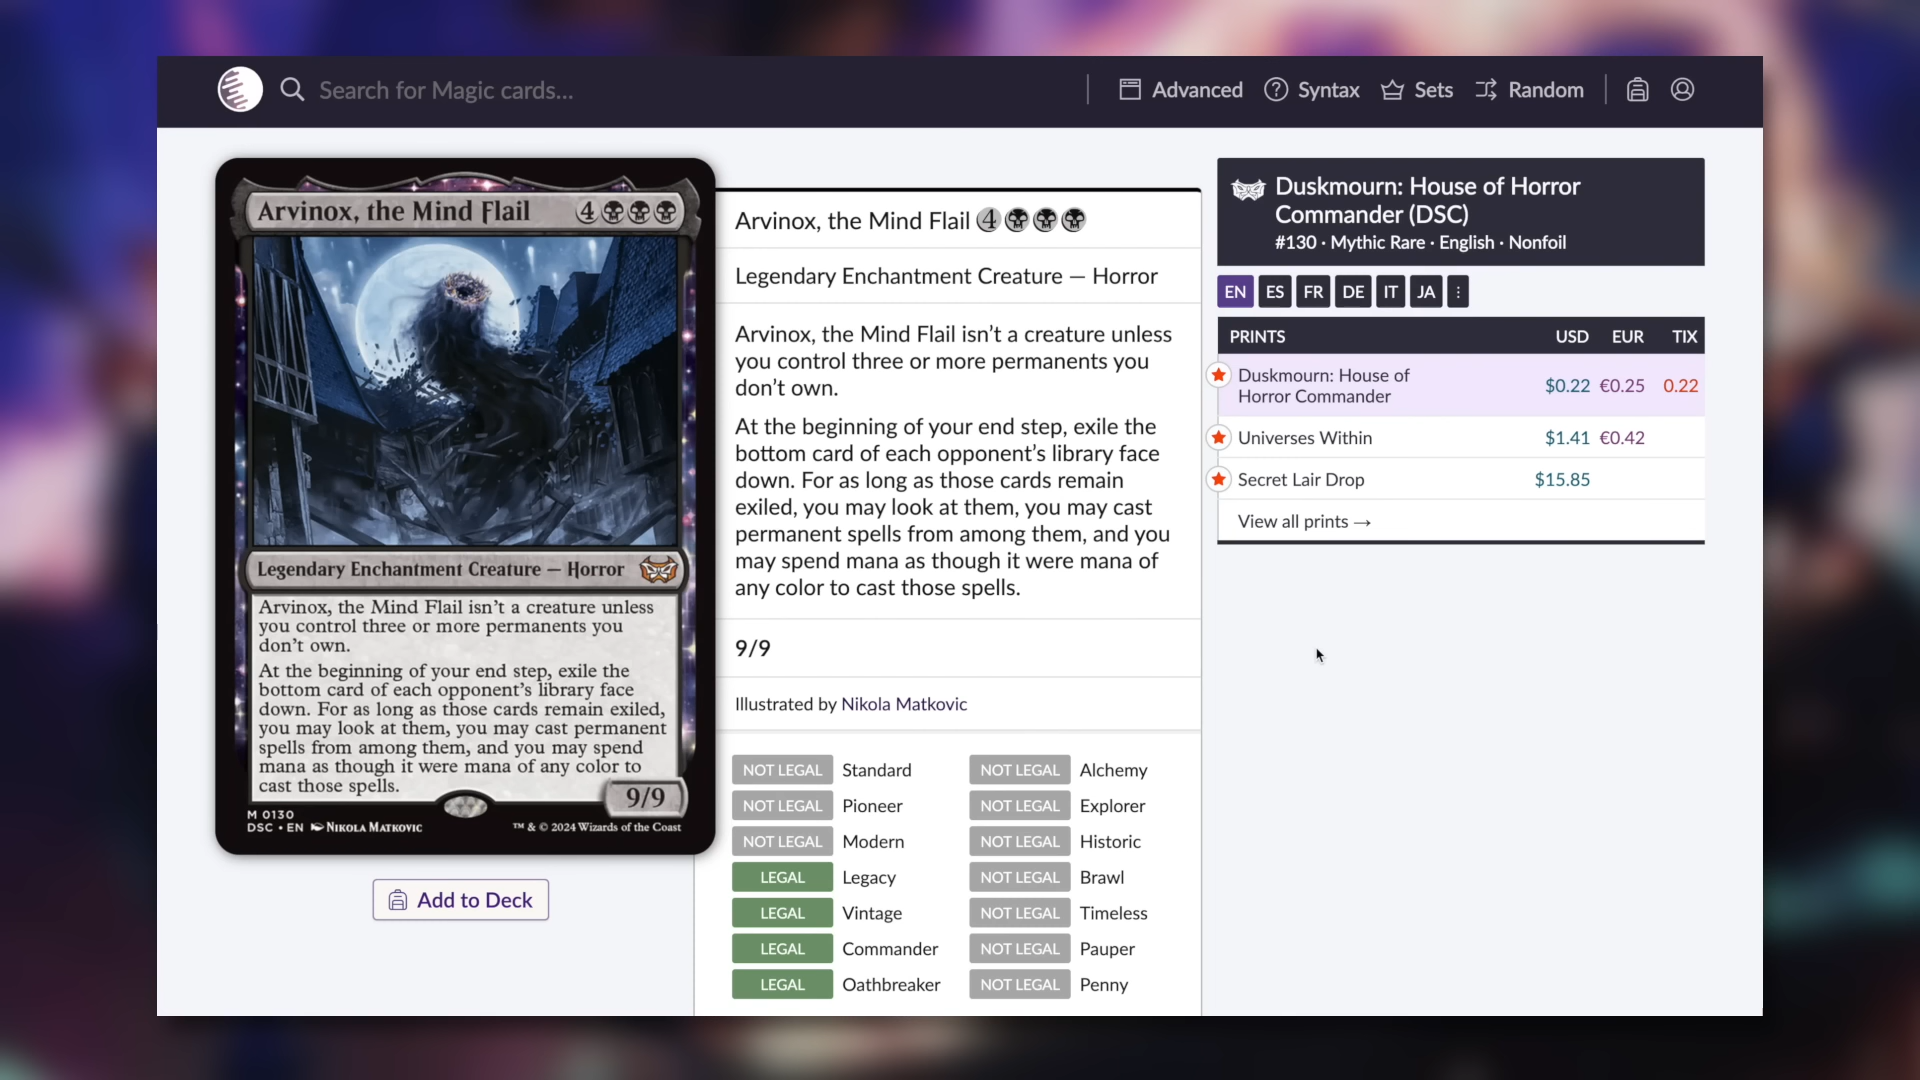 Search for Magic cards...
Advanced
Syntax
Sets
Random
Arvinox, the Mind Flail 4
Legendary Enchantment Creature — Horror
Arvinox, the Mind Flail isn't a creature unless
you control three or more permanents you
don't own.
At the beginning of your end step, exile the
bottom card of each opponent's library face
down. For as long as those cards remain exiled,
you may look at them, you may cast permanent
spells from among them, and you may spend
mana as though it were mana of any color to
cast those spells.
9/9
M 0130
DSC • EN NIKOLA MATKOVIC
™ & © 2024 Wizards of the Coast
Add to Deck
Arvinox, the Mind Flail 4
Legendary Enchantment Creature — Horror
Arvinox, the Mind Flail isn’t a creature unless
you control three or more permanents you
don’t own.
At the beginning of your end step, exile the
bottom card of each opponent’s library face
down. For as long as those cards remain
exiled, you may look at them, you may cast
permanent spells from among them, and you
may spend mana as though it were mana of
any color to cast those spells.
9/9
Illustrated by Nikola Matkovic
NOT LEGAL Standard NOT LEGAL Alchemy
NOT LEGAL Pioneer NOT LEGAL Explorer
NOT LEGAL Modern NOT LEGAL Historic
LEGAL Legacy NOT LEGAL Brawl
LEGAL Vintage NOT LEGAL Timeless
LEGAL Commander NOT LEGAL Pauper
LEGAL Oathbreaker NOT LEGAL Penny
Duskmourn: House of Horror
Commander (DSC)
#130 · Mythic Rare · English · Nonfoil
EN ES FR DE IT JA
PRINTS USD EUR TIX
Duskmourn: House of
Horror Commander $0.22 €0.25 0.22
Universes Within $1.41 €0.42
Secret Lair Drop $15.85
View all prints →